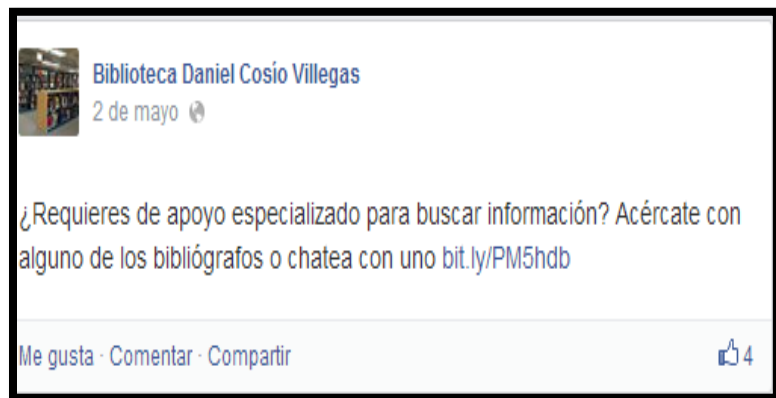 Biblioteca Daniel Cosío Villegas
2 de mayo
¿Requieres de apoyo especializado para buscar información? Acércate con
alguno de los bibliógrafos o chatea con uno bit.ly/PM5hdb
Me gusta · Comentar · Compartir 4